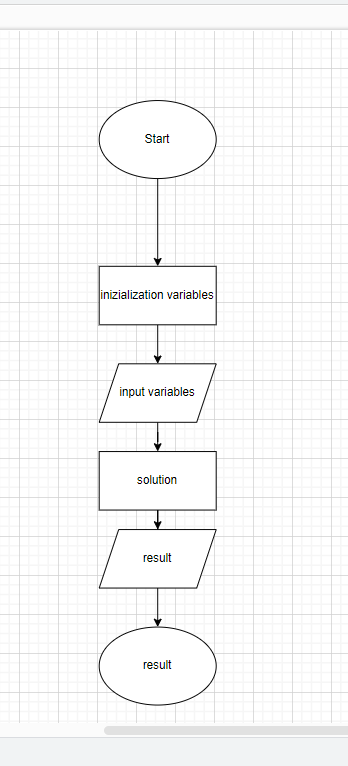 Start
inizialization variables
input variables
solution
result
result